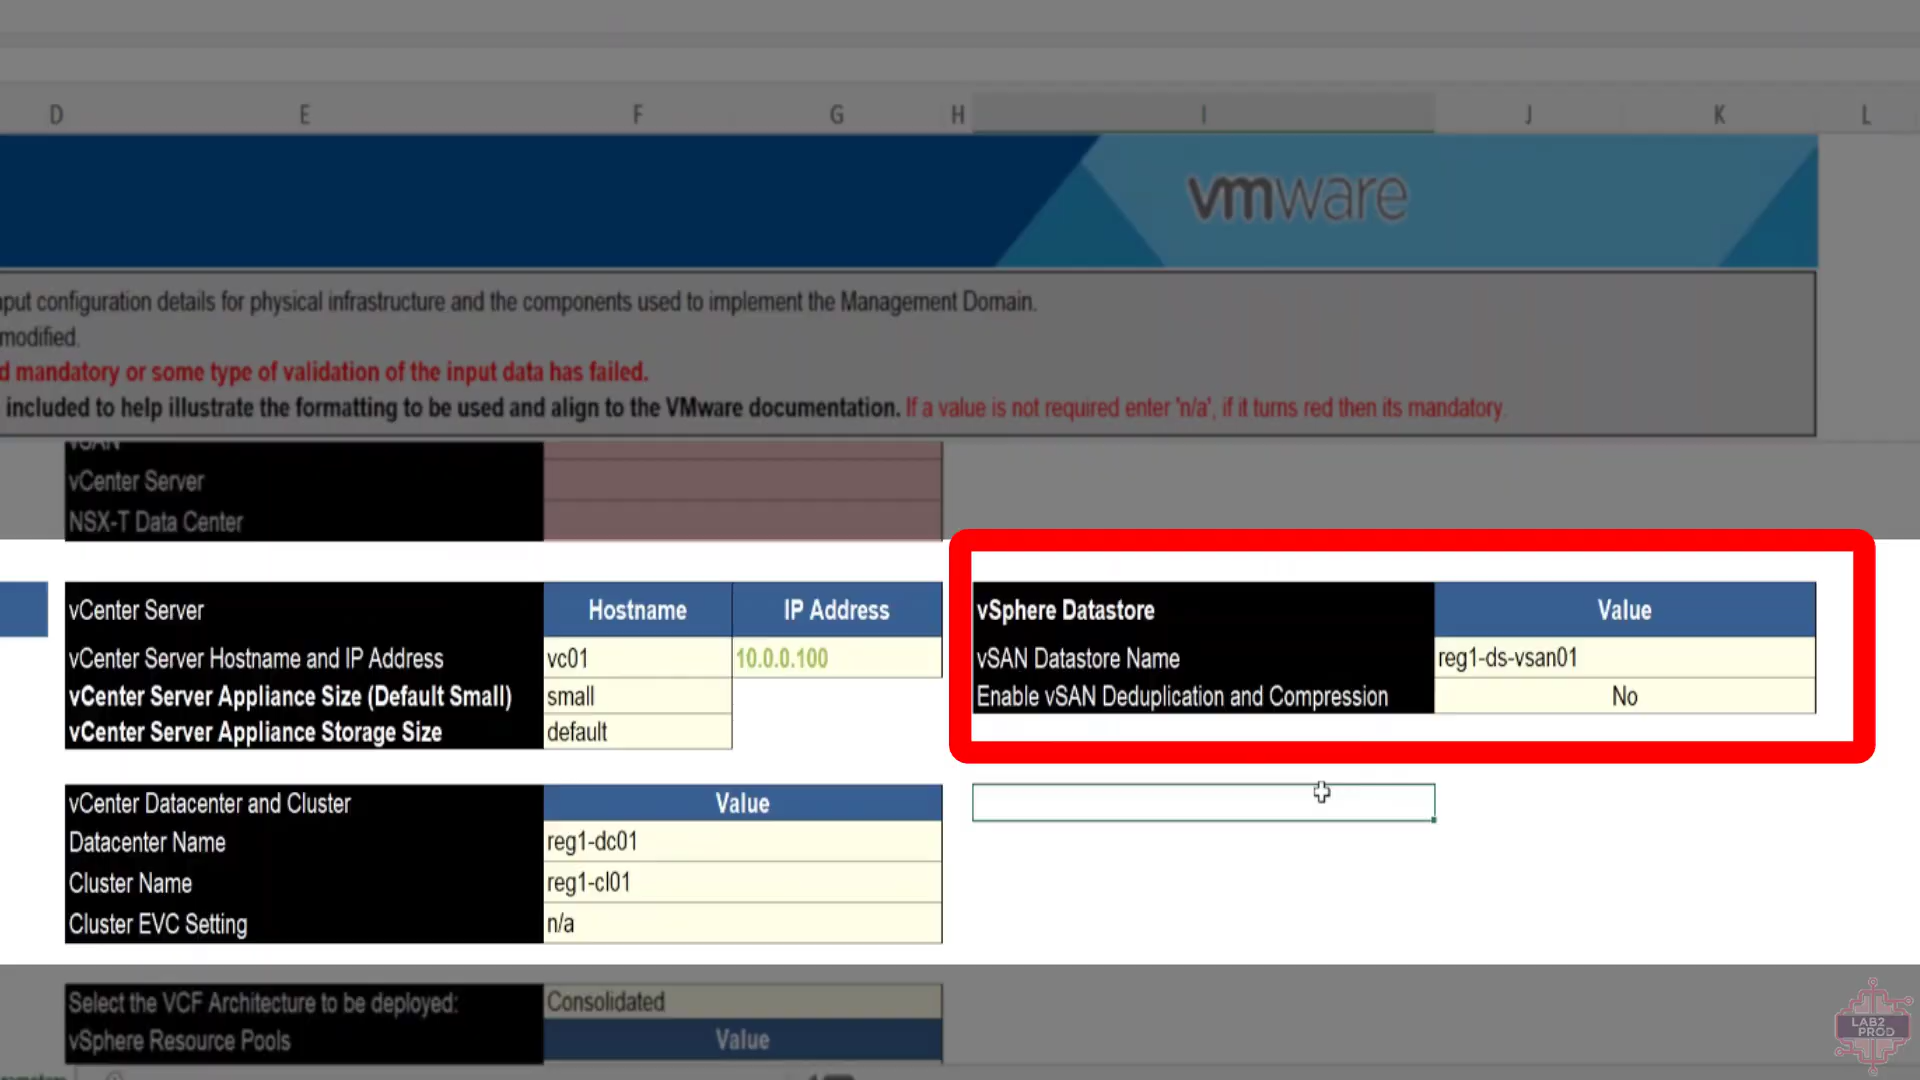 D E F G H I J K L
vmware
put configuration details for physical infrastructure and the components used to implement the Management Domain.
modified.
d mandatory or some type of validation of the input data has failed.
included to help illustrate the formatting to be used and align to the VMware documentation. If a value is not required enter 'n/a', if it turns red then its mandatory.
vSAN
vCenter Server
NSX-T Data Center
vCenter Server Hostname IP Address
vCenter Server Hostname and IP Address vc01 10.0.0.100
vCenter Server Appliance Size (Default Small) small
vCenter Server Appliance Storage Size default
vSphere Datastore Value
vSAN Datastore Name reg1-ds-vsan01
Enable vSAN Deduplication and Compression No
vCenter Datacenter and Cluster Value
Datacenter Name reg1-dc01
Cluster Name reg1-cl01
Cluster EVC Setting n/a
Select the VCF Architecture to be deployed: Consolidated
vSphere Resource Pools Value
LAB2
PROD